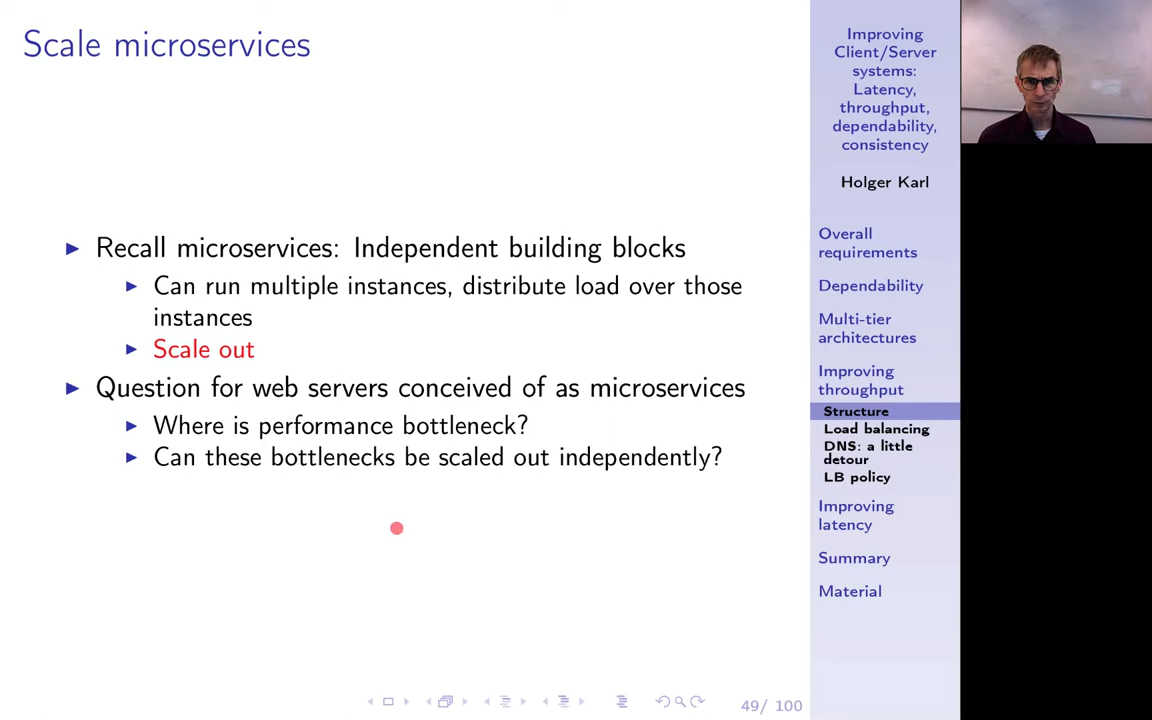 Scale microservices
Recall microservices: Independent building blocks
Can run multiple instances, distribute load over those
instances
Scale out
Question for web servers conceived of as microservices
Where is performance bottleneck?
Can these bottlenecks be scaled out independently?
49/ 100
Improving
Client/Server
systems:
Latency,
throughput,
dependability,
consistency
Holger Karl
Overall
requirements
Dependability
Multi-tier
architectures
Improving
throughput
Structure
Load balancing
DNS: a little
detour
LB policy
Improving
latency
Summary
Material